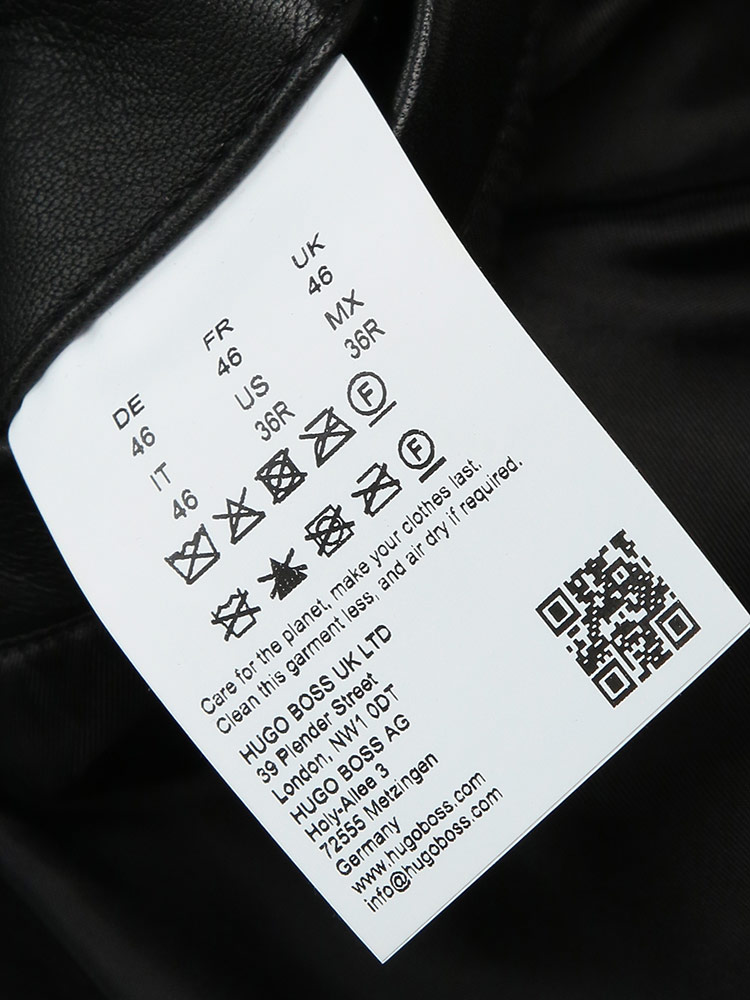 DE FR UK
46 46 46
IT US MX
46 36R 36R
F
F
Care for the planet, make your clothes last.
Clean this garment less, and air dry if required.
HUGO BOSS UK LTD
39 Plender Street
London, NW1 0DT
HUGO BOSS AG
Holy-Allee 3
72555 Metzingen
Germany
www.hugoboss.com
info@hugoboss.com